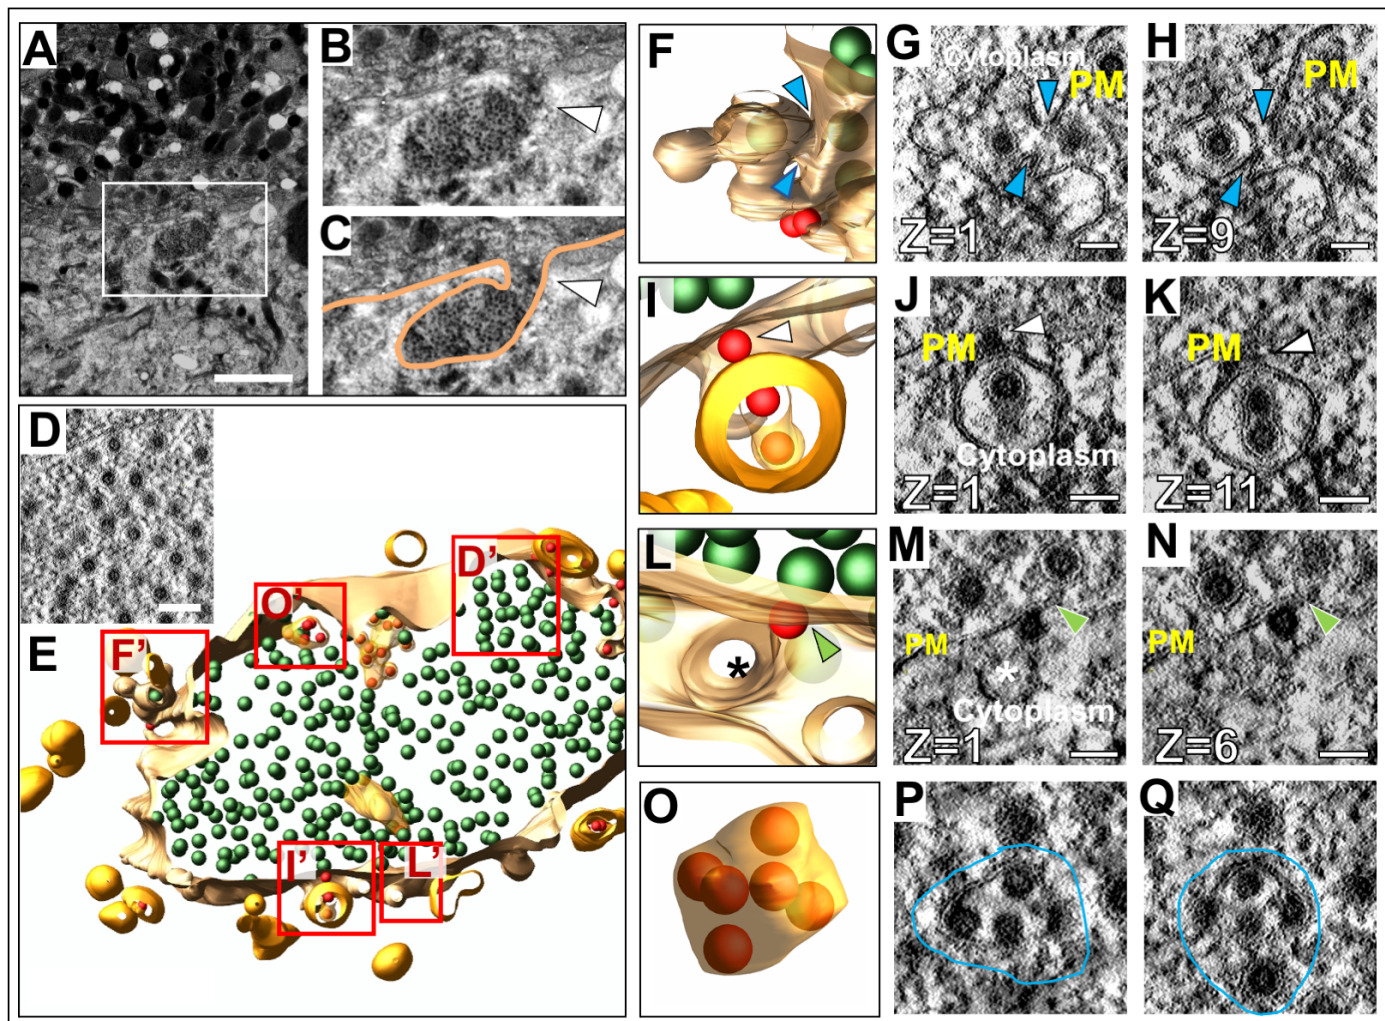 A
B
C
D
E
F'
O'
D'
I'
L'
F
G
Cytoplasm
PM
Z=1
H
PM
Z=9
I
J
PM
Cytoplasm
Z=1
K
PM
Z=11
L
*
M
PM
*
Cytoplasm
Z=1
N
PM
Z=6
O
P
Q